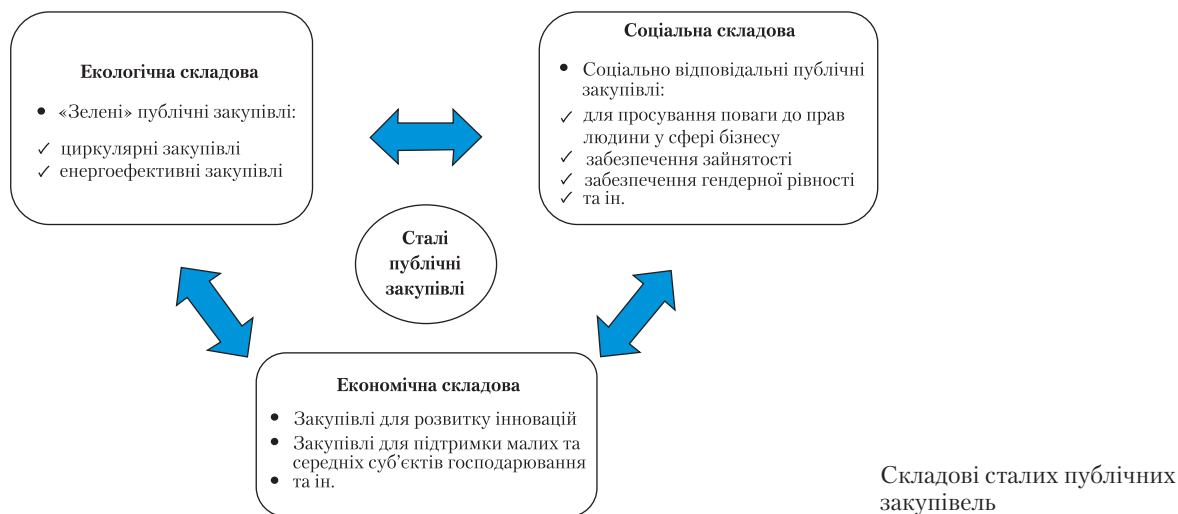 Екологічна складова
• «Зелені» публічні закупівлі:
✓ циркулярні закупівлі
✓ енергоефективні закупівлі
Соціальна складова
• Соціально відповідальні публічні
закупівлі:
✓ для просування поваги до прав
людини у сфері бізнесу
✓ забезпечення зайнятості
✓ забезпечення гендерної рівності
✓ та ін.
Сталі
публічні
закупівлі
Економічна складова
• Закупівлі для розвитку інновацій
• Закупівлі для підтримки малих та
середніх суб’єктів господарювання
• та ін.
Складові сталих публічних
закупівель